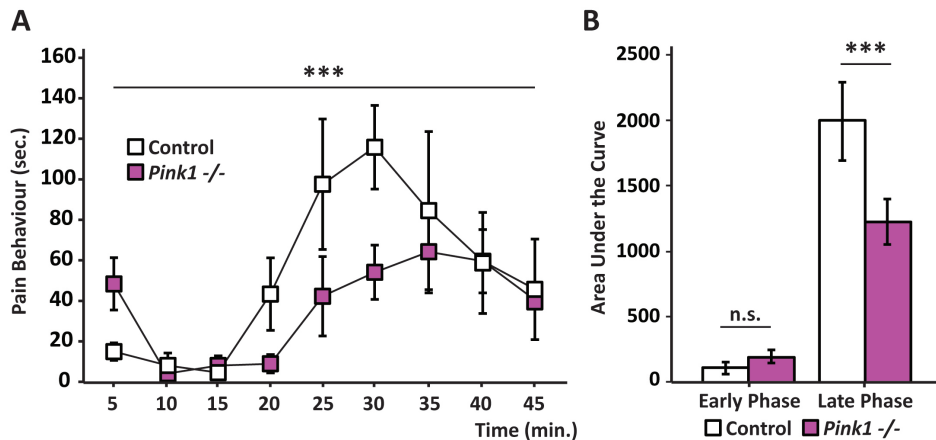 A
Pain Behaviour (sec.)
160
140
120
100
80
60
40
20
0
***
Control
Pink1 -/-
5 10 15 20 25 30 35 40 45
Time (min.)
B
Area Under the Curve
2500
2000
1500
1000
500
0
***
n.s.
Early Phase Late Phase
Control Pink1 -/-